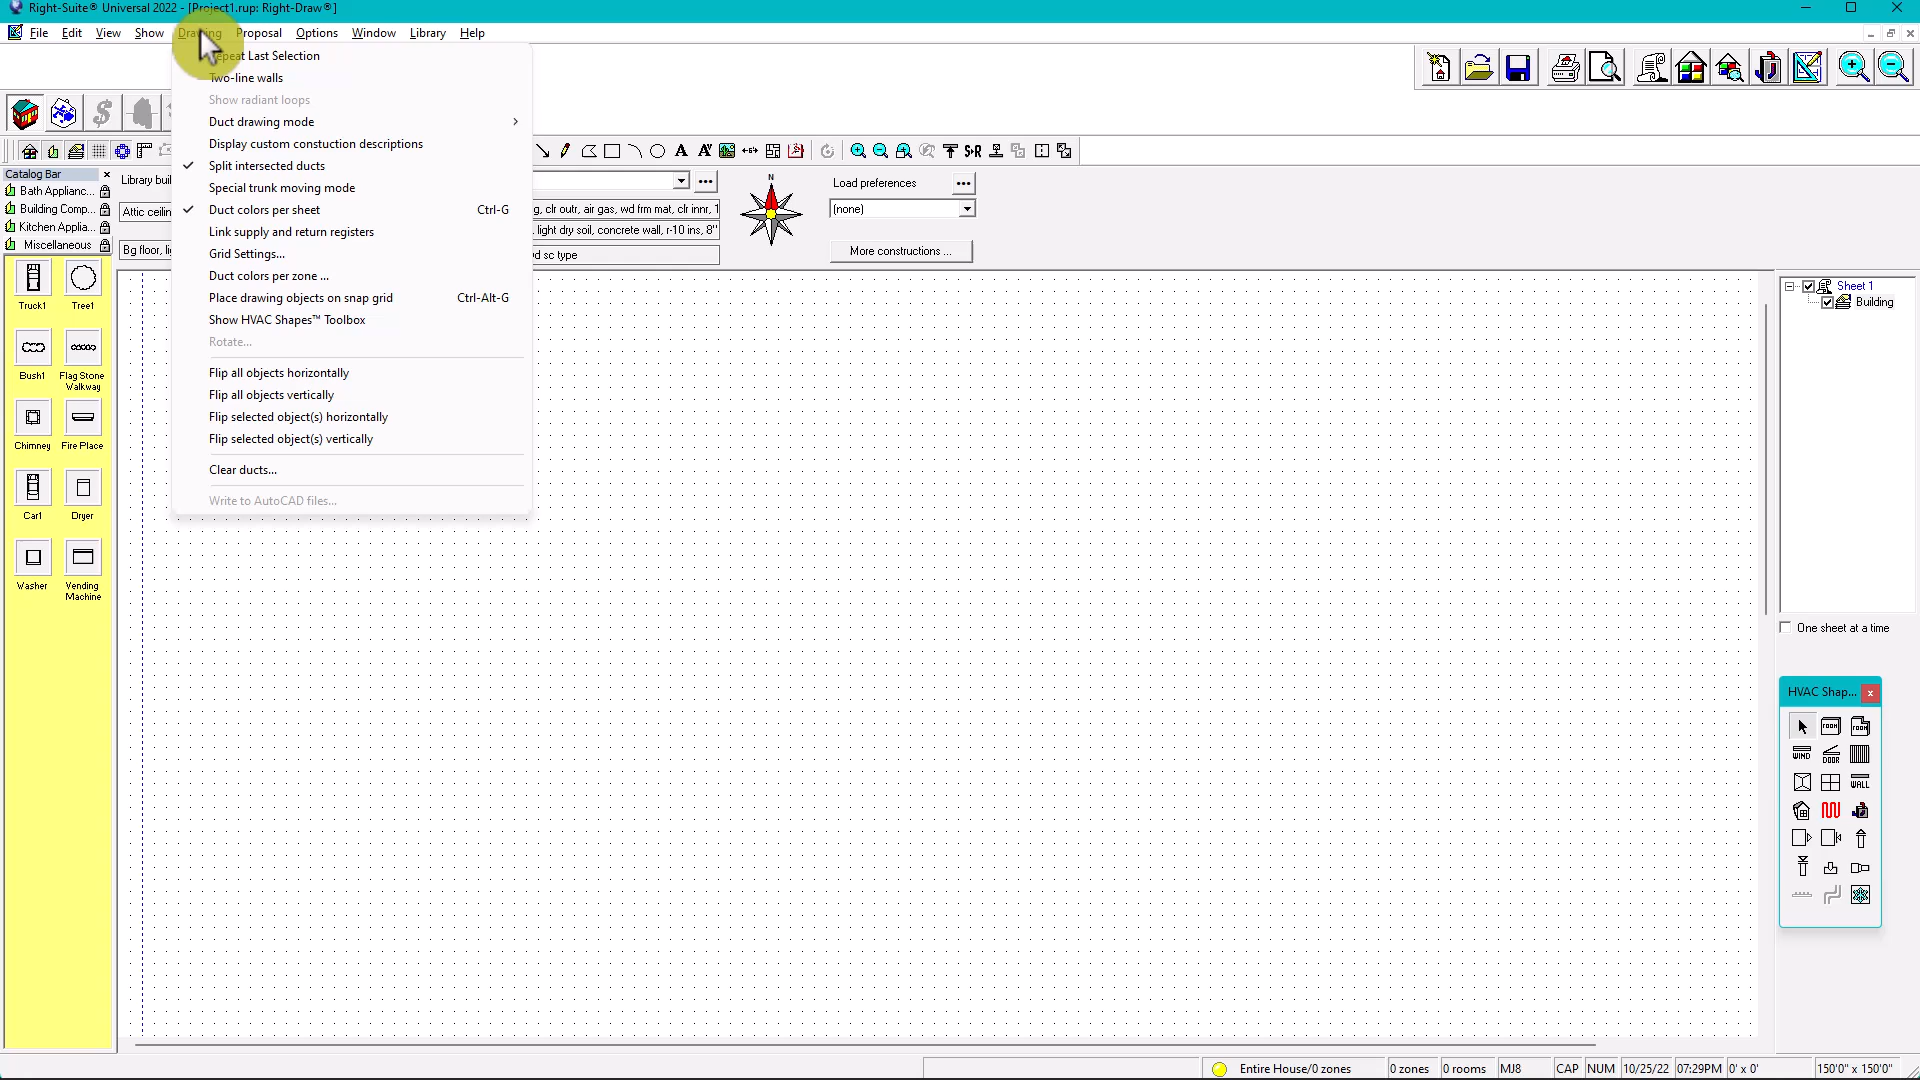 Right-Suite® Universal 2022 - [Project1.rup: Right-Draw®]
File Edit View Show Drawing Proposal Options Window Library Help
Repeat Last Selection
Two-line walls
Show radiant loops
Duct drawing mode
Display custom constuction descriptions
Split intersected ducts
Special trunk moving mode
Duct colors per sheet Ctrl-G
Link supply and return registers
Grid Settings...
Duct colors per zone ...
Place drawing objects on snap grid Ctrl-Alt-G
Show HVAC Shapes™ Toolbox
Rotate...
Flip all objects horizontally
Flip all objects vertically
Flip selected object(s) horizontally
Flip selected object(s) vertically
Clear ducts...
Write to AutoCAD files...
Catalog Bar
Bath Applianc...
Building Comp...
Kitchen Applia...
Miscellaneous
Truck1 Tree1
Bush1 Flag Stone
Walkway
Chimney Fire Place
Car1 Dryer
Washer Vending
Machine
Library buil
Attic ceilin
Bg floor, li
g, clr outr, air gas, wd frm mat, clr innr, 1
light dry soil, concrete wall, r-10 ins, 8"
d sc type
A
S•R
N
Load preferences
(none)
More constructions ...
Sheet 1
Building
One sheet at a time
HVAC Shap... x
ROOM ROOM
WIND DOOR
WALL
Entire House/0 zones 0 zones 0 rooms MJ8 CAP NUM 10/25/22 07:29PM 0' x 0' 150'0" x 150'0"